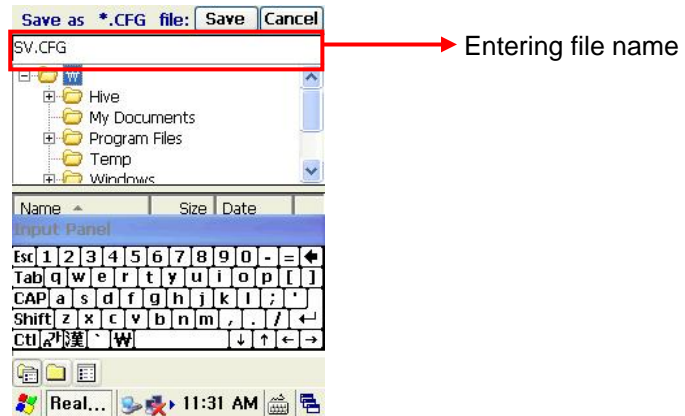 Save as *.CFG file: Save Cancel
SV.CFG
Entering file name
₩
Hive
My Documents
Program Files
Temp
Windows
Name Size Date
Input Panel
Esc 1 2 3 4 5 6 7 8 9 0 - =
Tab q w e r t y u i o p [ ]
CAP a s d f g h j k l ; '
Shift z x c v b n m , . /
Ctl 가 漢 ` ₩ ↓ ↑ ← →
Real... 11:31 AM